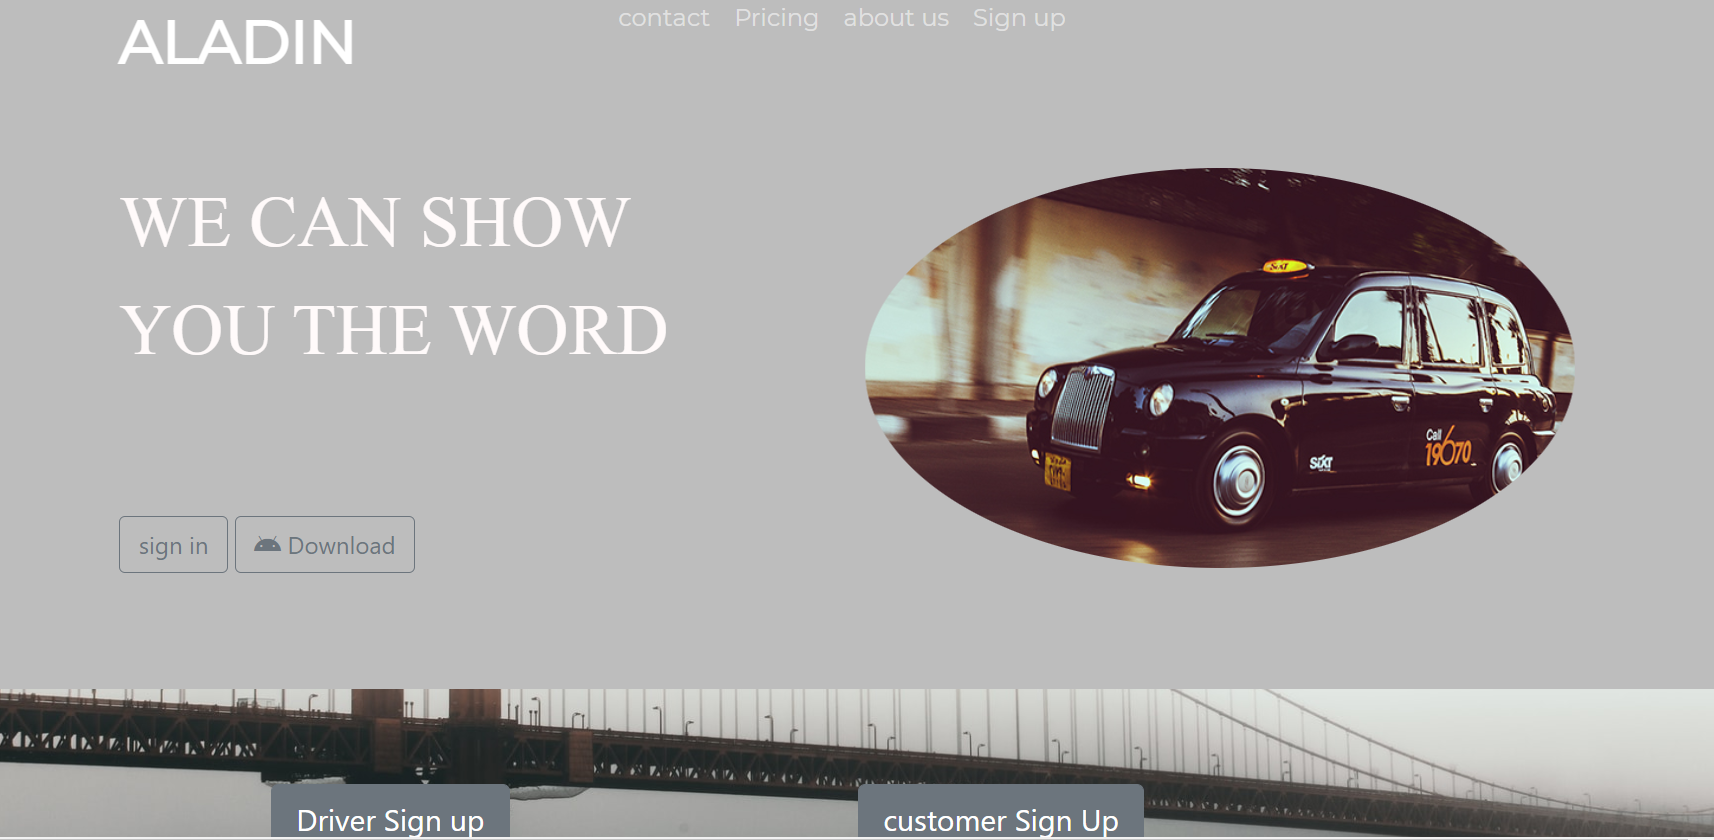 ALADIN
contact Pricing about us Sign up
WE CAN SHOW
YOU THE WORD
SiXT
Call
19670
SiXT
sign in Download
Driver Sign up customer Sign Up